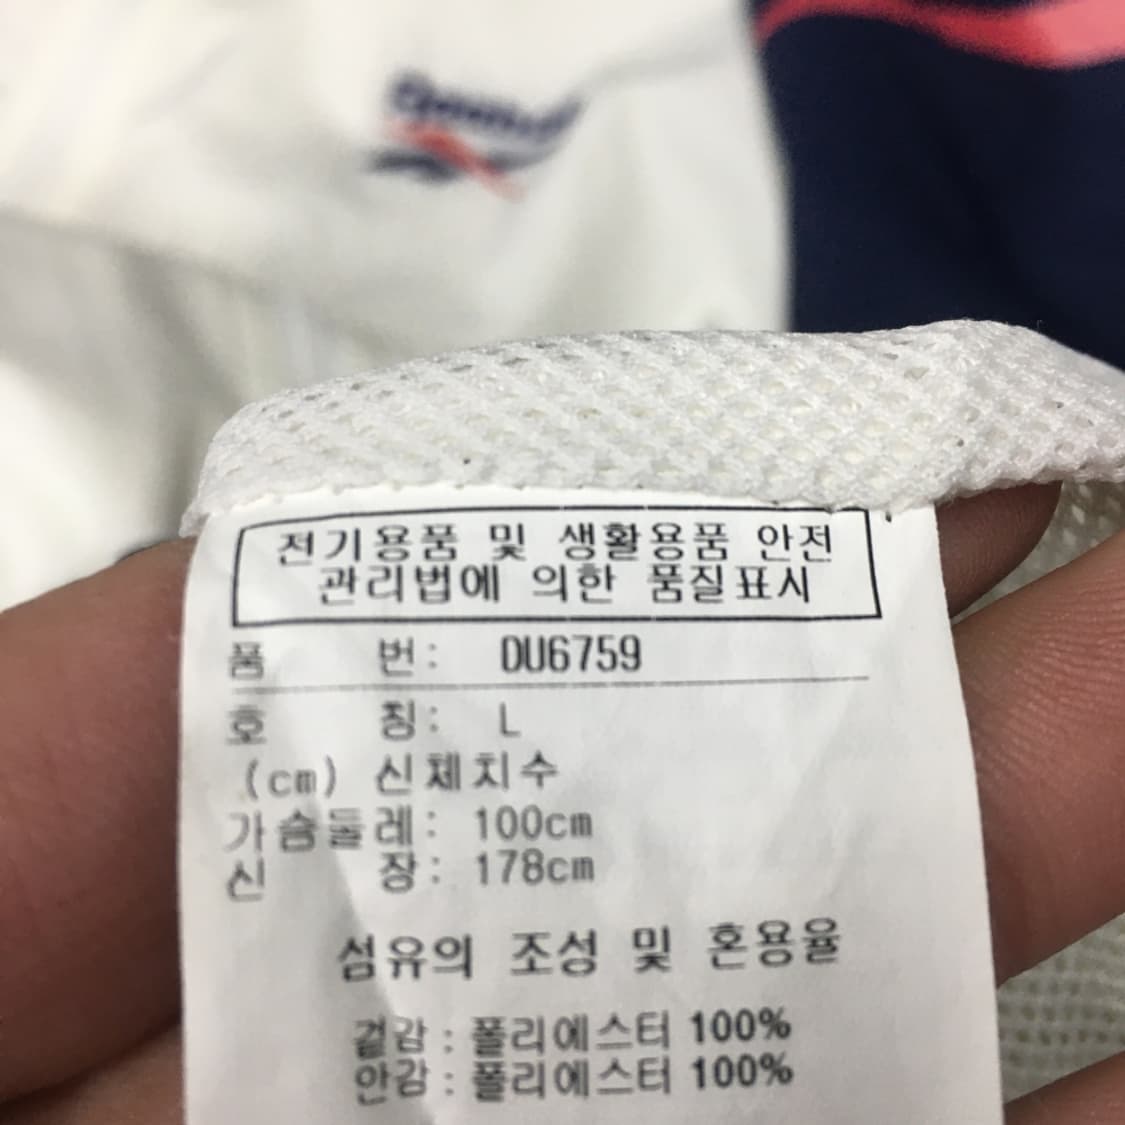 전기용품 및 생활용품 안전
관리법에 의한 품질표시
품 번: DU6759
호 칭: L
(cm) 신체치수
가슴둘레: 100cm
신 장: 178cm
섬유의 조성 및 혼용율
겉감 : 폴리에스터 100%
안감 : 폴리에스터 100%